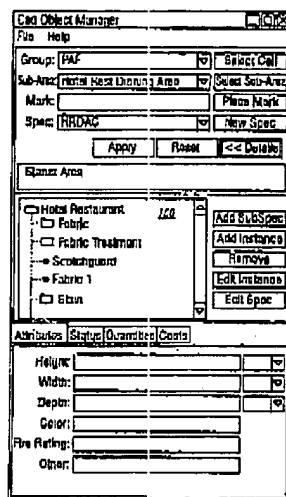 Cad Object Manager
File Help
Group: PAF Select Cell
Sub-Area: Hotel Rest Dining Area Select Sub-Area
Mark: Place Mark
Spec: HRDAC New Spec
Apply Reset << Details
Area
Hotel Restaurant 120 Add SubSpec
Fabric Add Instance
Fabric Treatment Remove
Scotchguard Edit Instance
Fabric 1 Edit Spec
Stain
Attributes Status Quantities Costs
Height:
Width:
Depth:
Color:
Fire Rating:
Other: